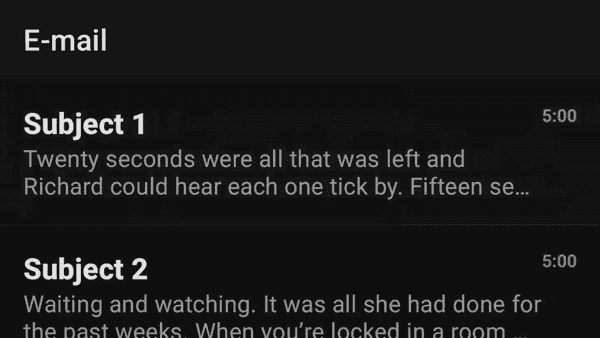 E-mail
Subject 1
5:00
Twenty seconds were all that was left and
Richard could hear each one tick by. Fifteen se...
Subject 2
5:00
Waiting and watching. It was all she had done for
the past weeks. When you’re locked in a room ...